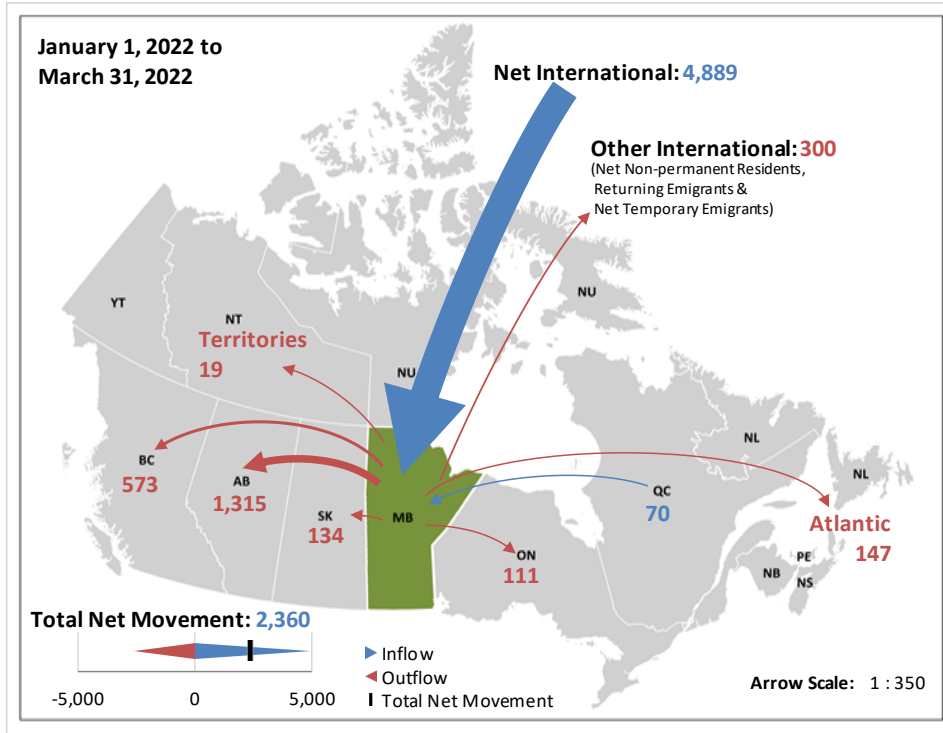 January 1, 2022 to
March 31, 2022
Net International: 4,889
Other International: 300
(Net Non-permanent Residents,
Returning Emigrants &
Net Temporary Emigrants)
YT
NT
NU
Territories
19
NU
BC
573
AB
1,315
SK
134
MB
ON
111
QC
70
NL
NL
Atlantic
147
PE
NB
NS
Total Net Movement: 2,360
-5,000
0
5,000
Inflow
Outflow
Total Net Movement
Arrow Scale: 1 : 350